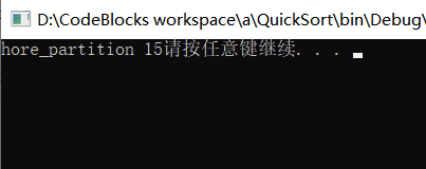 D:\CodeBlocks workspace\a\QuickSort\bin\Debug\
hore_partition 15请按任意键继续. . .